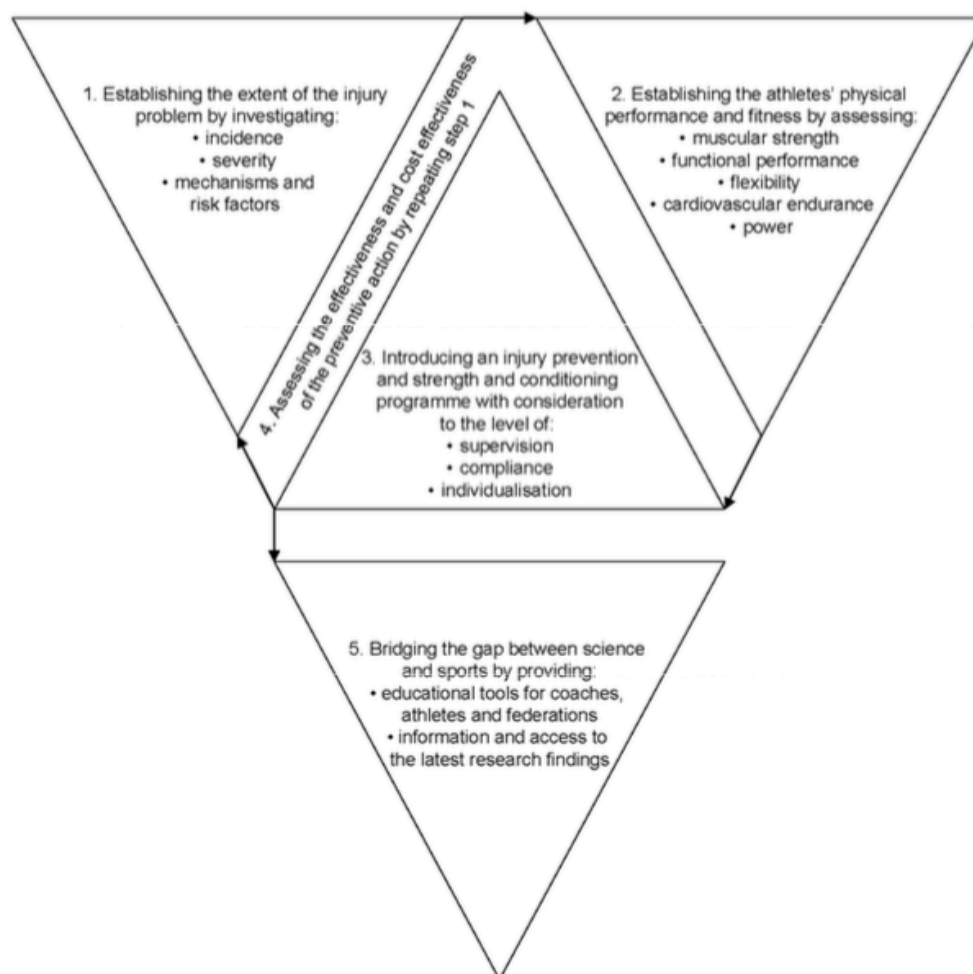 1. Establishing the extent of the injury
problem by investigating:
• incidence
• severity
• mechanisms and
risk factors
2. Establishing the athletes' physical
performance and fitness by assessing:
• muscular strength
• functional performance
• flexibility
• cardiovascular endurance
• power
3. Introducing an injury prevention
and strength and conditioning
programme with consideration
to the level of:
• supervision
• compliance
• individualisation
4. Assessing the effectiveness and cost effectiveness
of the preventive action by repeating step 1
5. Bridging the gap between science
and sports by providing:
• educational tools for coaches,
athletes and federations
• information and access to
the latest research findings